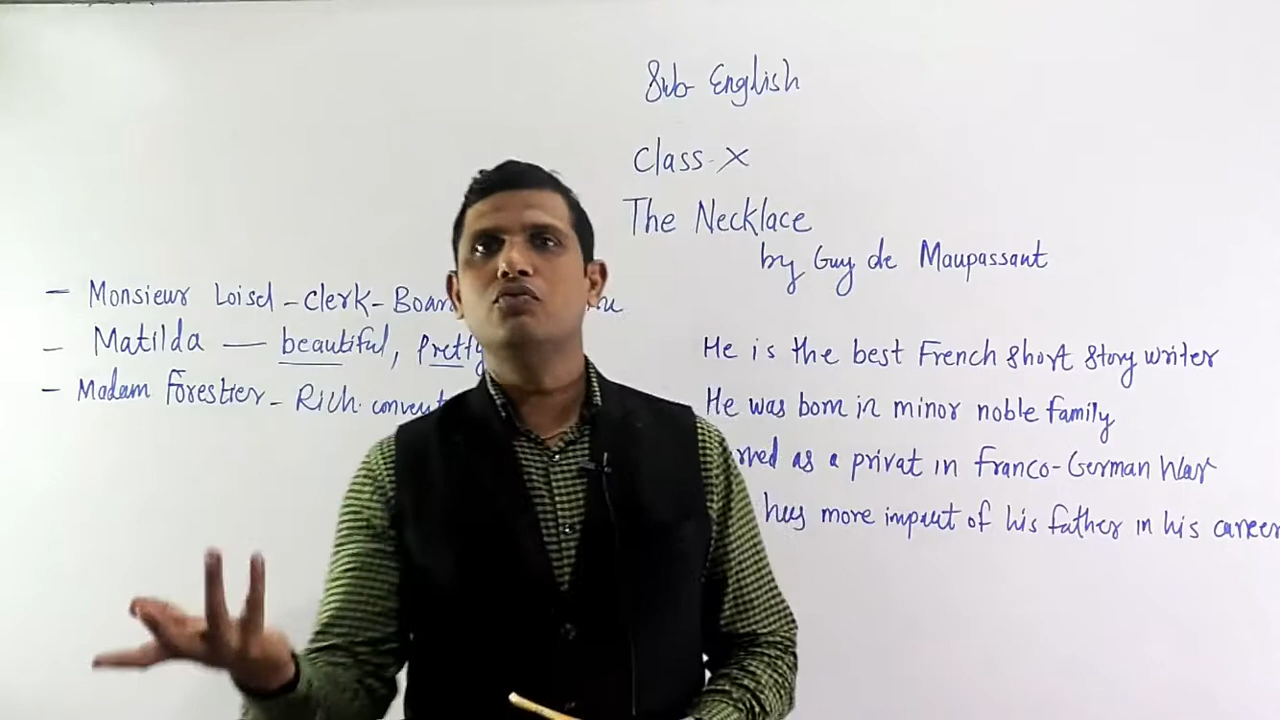 Sub- English
Class- X
The Necklace
by Guy de Maupassant
— Monsieur Loisel - Clerk - Board
— Matilda — beautiful, Pretty
— Madam Forestier - Rich. convent
He is the best French short story writer
He was born in minor noble family
as a privat in Franco-German War
more impact of his father in his career